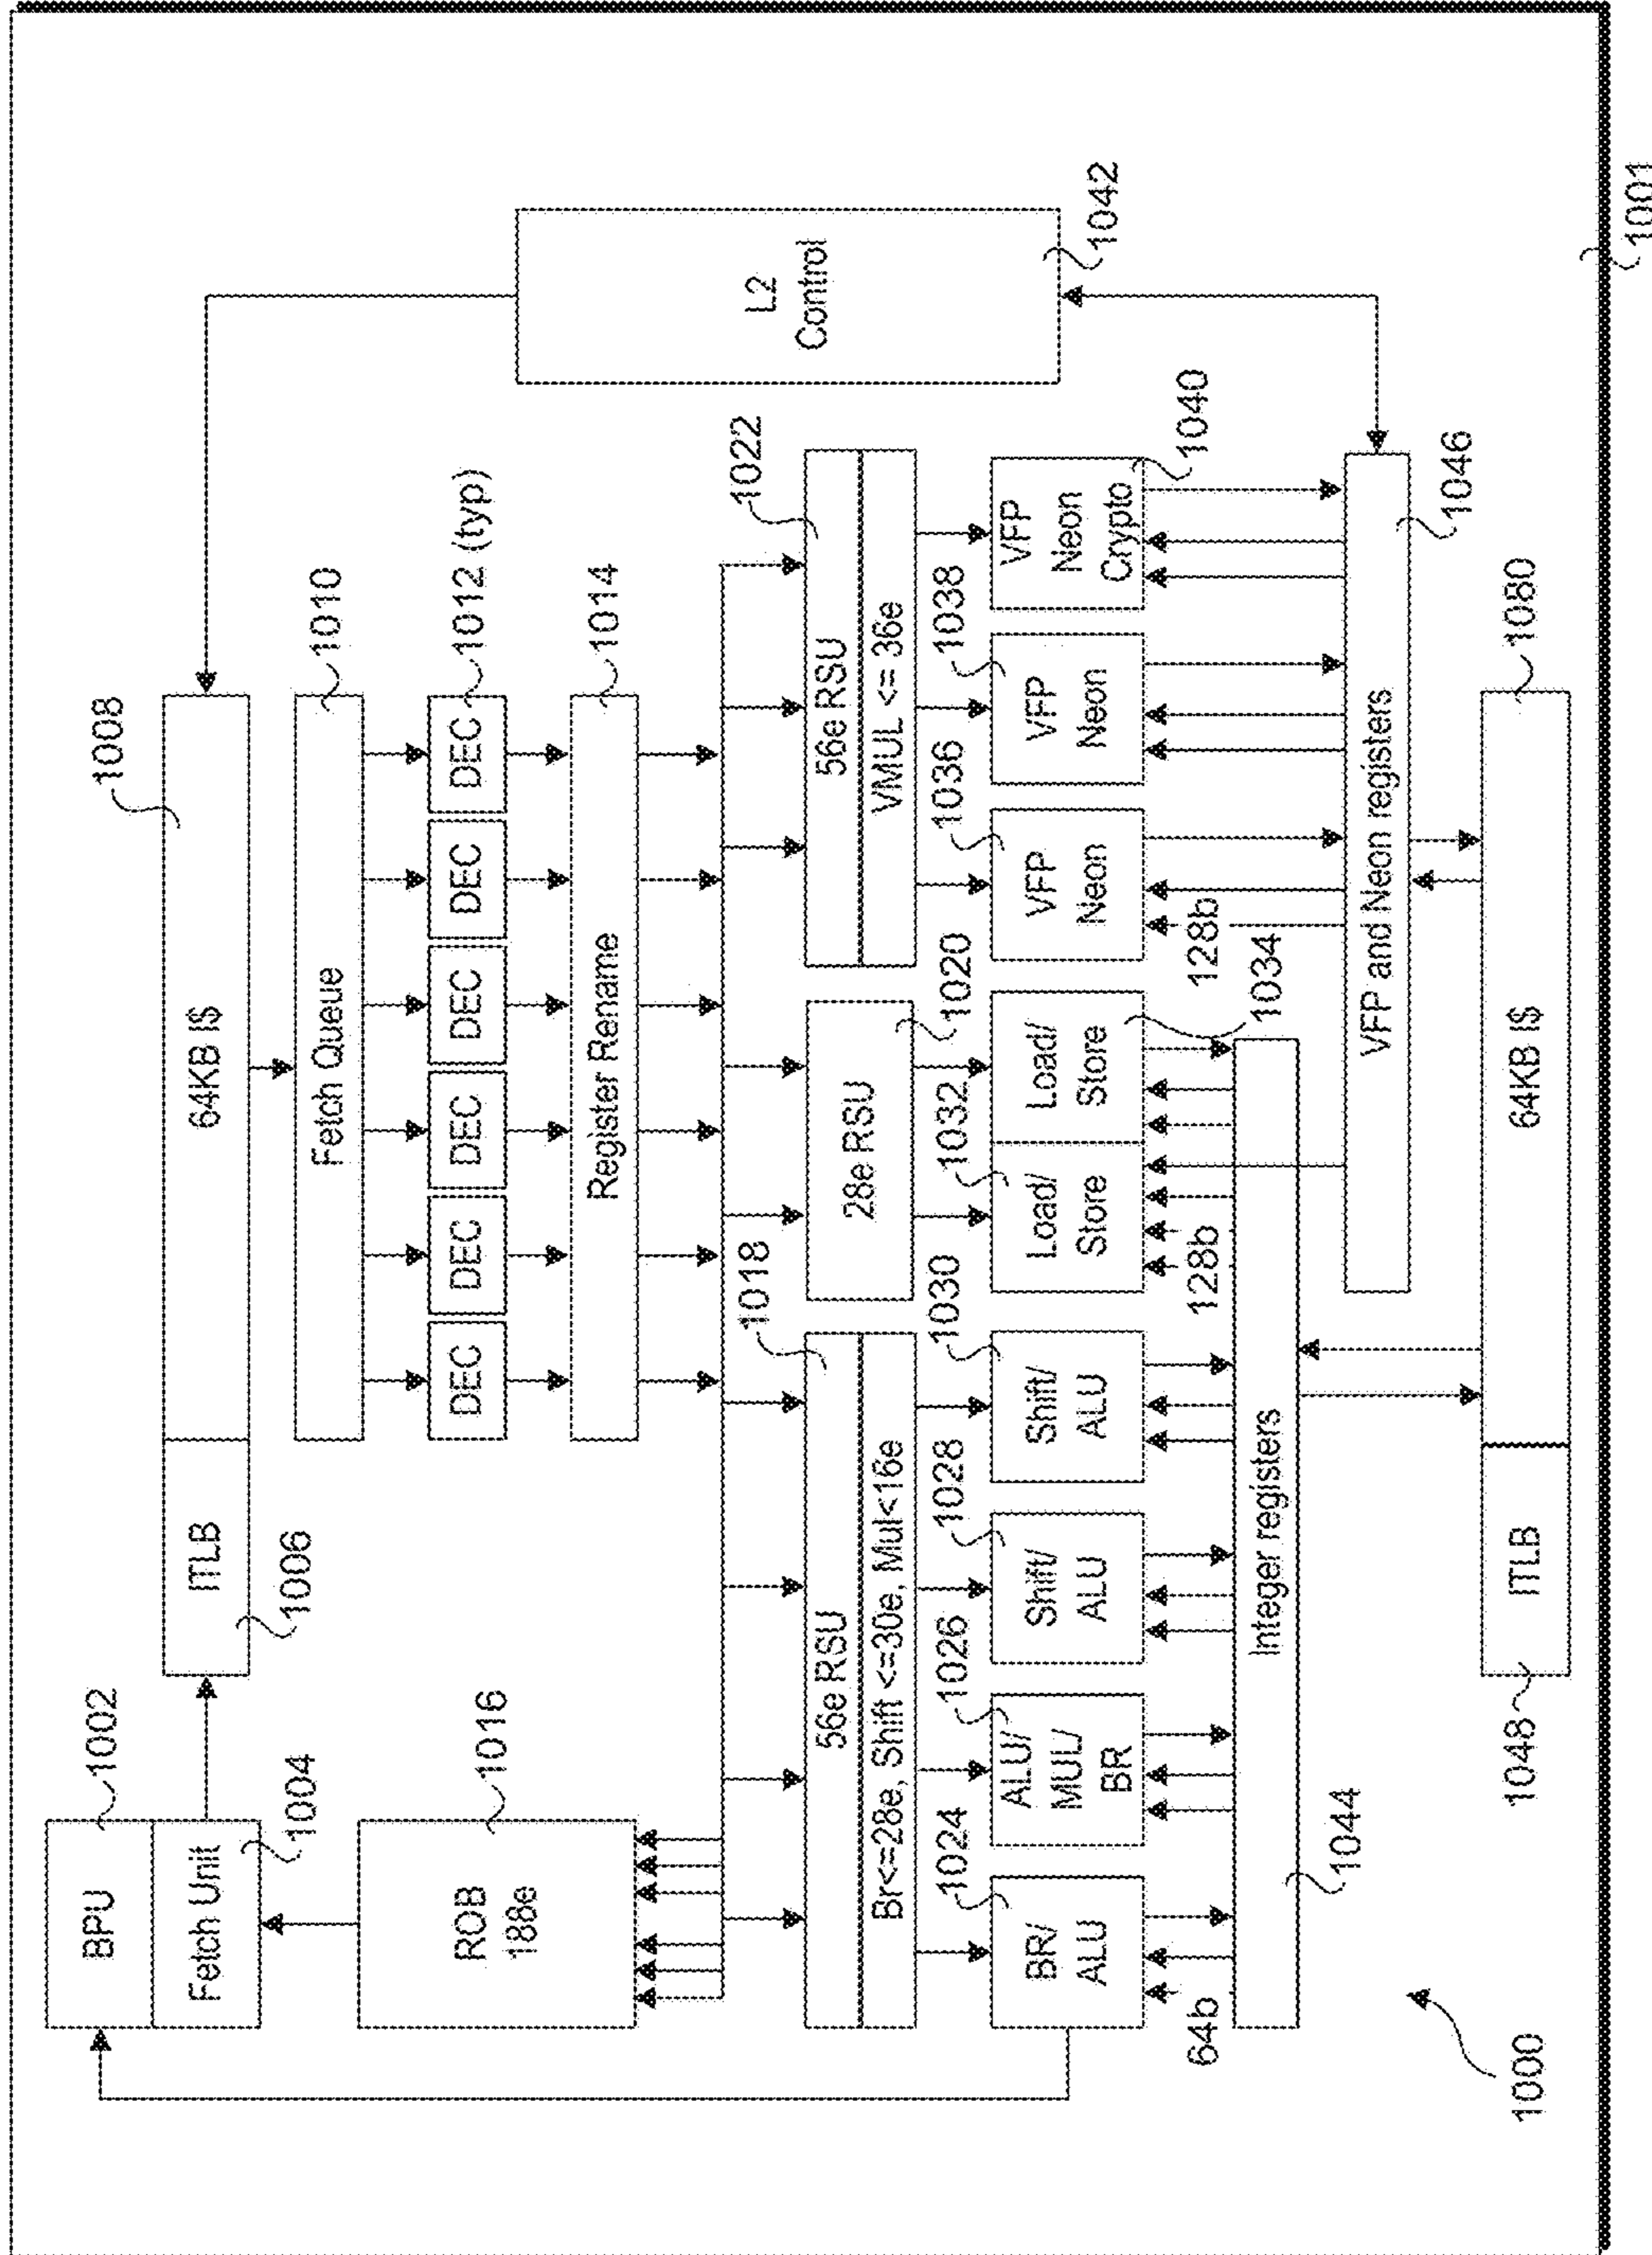 BPU
1002
Fetch Unit
1004
ITLB
1006
64KB I$
1008
ROB
188e
1016
Fetch Queue
1010
DEC
DEC
DEC
DEC
DEC
DEC
1012 (typ)
Register Rename
1014
L2
Control
1042
56e RSU
1018
Br<=28e, Shift <=30e, Mul<16e
28e RSU
1020
56e RSU
1022
VMUL <= 36e
1024
1026
1028
1030
1032
1034
1036
1038
1040
BR/
ALU
ALU/
MUL/
BR
Shift/
ALU
Shift/
ALU
Load/
Store
Load/
Store
VFP
Neon
VFP
Neon
VFP
Neon
Crypto
64b
128b
128b
Integer registers
1044
VFP and Neon registers
1046
ITLB
1048
64KB I$
1080
1000
1001